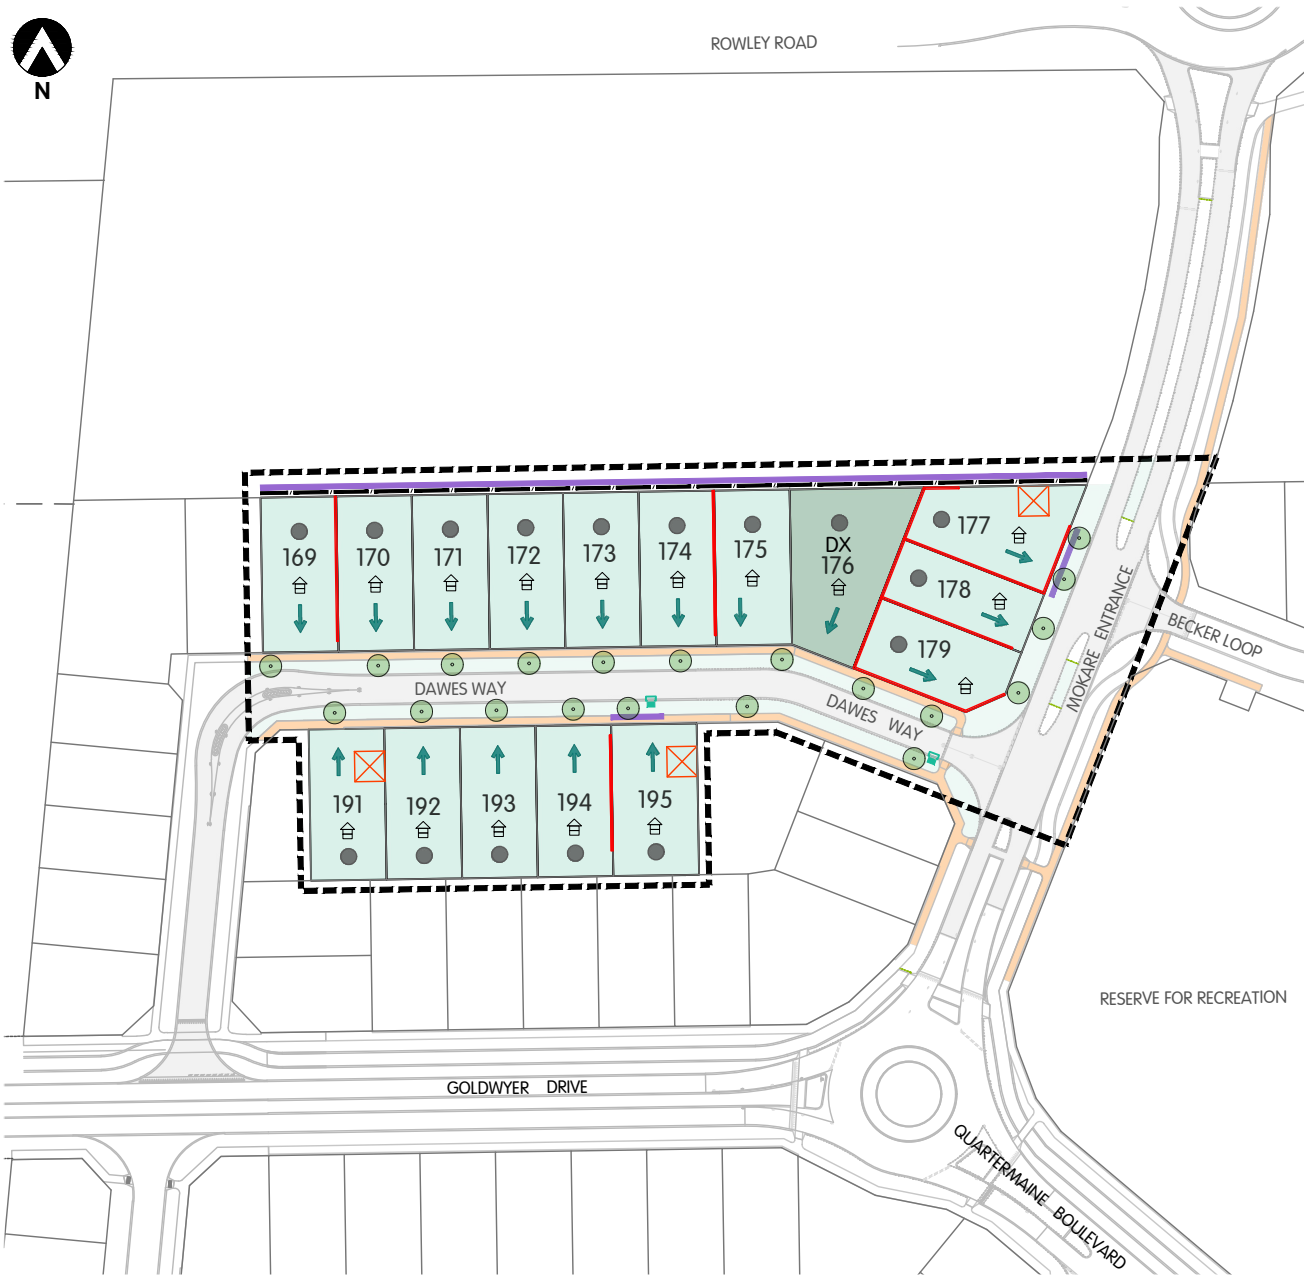 N
ROWLEY ROAD
169
170
171
172
173
174
175
DX
176
177
178
179
MOKARE ENTRANCE
BECKER LOOP
DAWES WAY
DAWES WAY
191
192
193
194
195
RESERVE FOR RECREATION
GOLDWYER DRIVE
QUARTERMAINE BOULEVARD